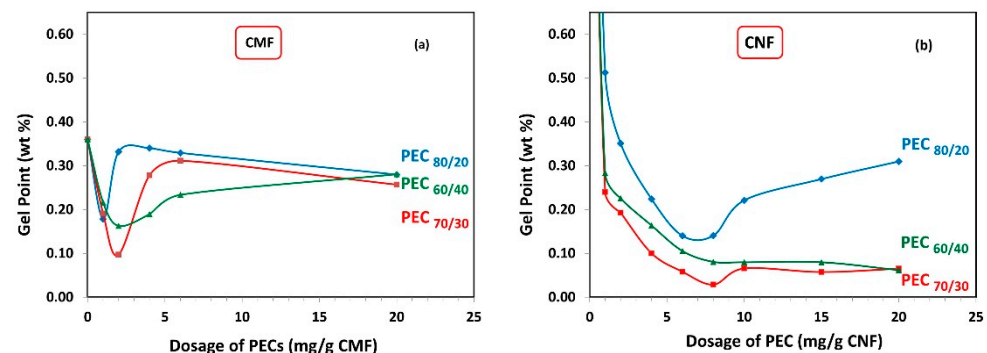 CMF
(a)
0.60
0.50
0.40
0.30
0.20
0.10
0.00
Gel Point (wt %)
0
5
10
15
20
25
Dosage of PECs (mg/g CMF)
PEC 80/20
PEC 60/40
PEC 70/30
CNF
(b)
0.60
0.50
0.40
0.30
0.20
0.10
0.00
Gel Point (wt %)
0
5
10
15
20
25
Dosage of PEC (mg/g CNF)
PEC 80/20
PEC 60/40
PEC 70/30